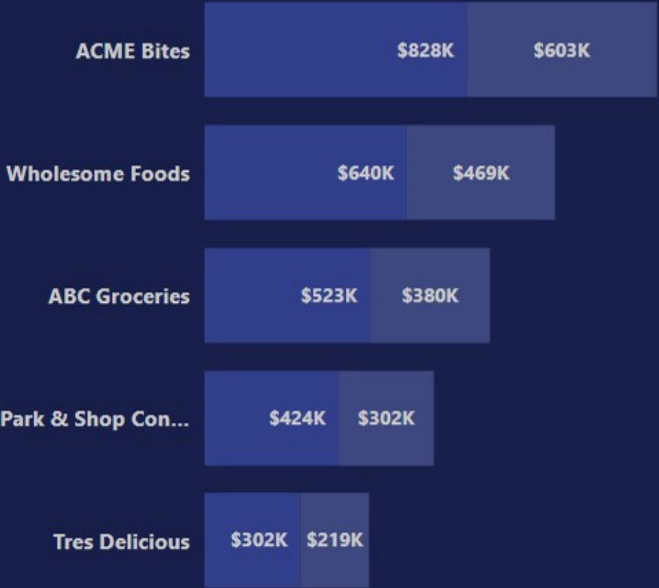 ACME Bites $828K $603K
Wholesome Foods $640K $469K
ABC Groceries $523K $380K
Park & Shop Con... $424K $302K
Tres Delicious $302K $219K